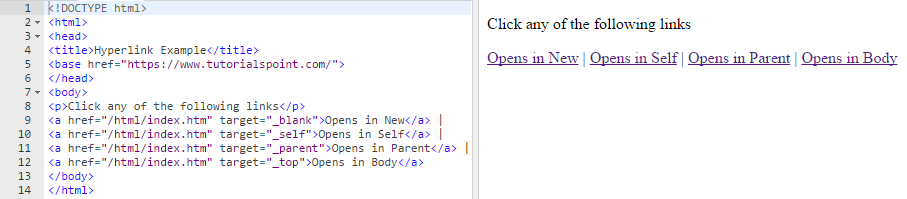 1 <!DOCTYPE html>
2 <html>
3 <head>
4 <title>Hyperlink Example</title>
5 <base href="https://www.tutorialspoint.com/">
6 </head>
7 <body>
8 <p>Click any of the following links</p>
9 <a href="/html/index.htm" target="_blank">Opens in New</a> |
10 <a href="/html/index.htm" target="_self">Opens in Self</a> |
11 <a href="/html/index.htm" target="_parent">Opens in Parent</a> |
12 <a href="/html/index.htm" target="_top">Opens in Body</a>
13 </body>
14 </html>
Click any of the following links
Opens in New | Opens in Self | Opens in Parent | Opens in Body